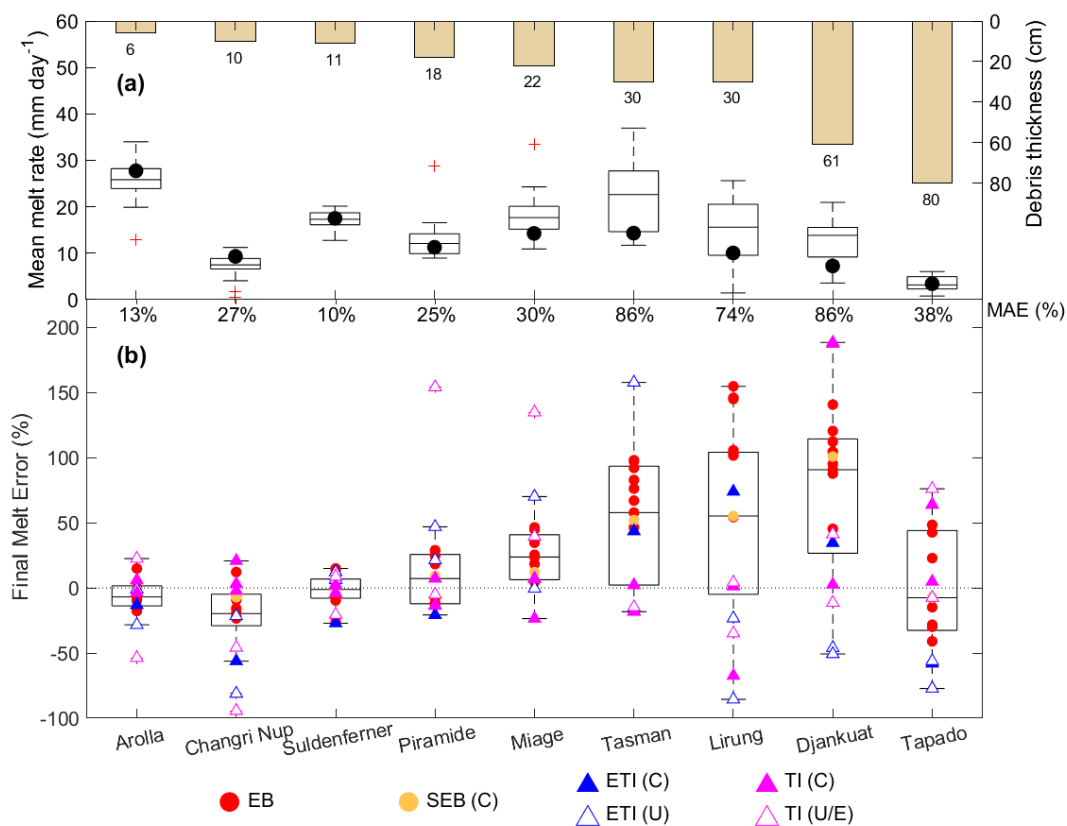 60
50
40
30
20
10
0
Mean melt rate (mm day-1)
(a)
6
10
11
18
22
30
30
61
80
0
20
40
60
80
Debris thickness (cm)
13%
27%
10%
25%
30%
86%
74%
86%
38%
MAE (%)
200
150
100
50
0
-50
-100
Final Melt Error (%)
(b)
Arolla
Changri Nup
Suldenferner
Piramide
Miage
Tasman
Lirung
Djankuat
Tapado
EB
SEB (C)
ETI (C)
TI (C)
ETI (U)
TI (U/E)